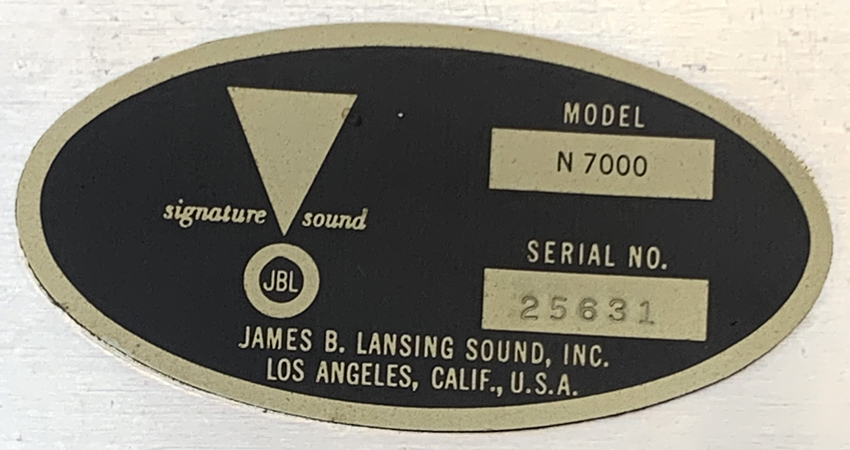 signature sound
JBL
MODEL
N 7000
SERIAL NO.
25631
JAMES B. LANSING SOUND, INC.
LOS ANGELES, CALIF., U.S.A.